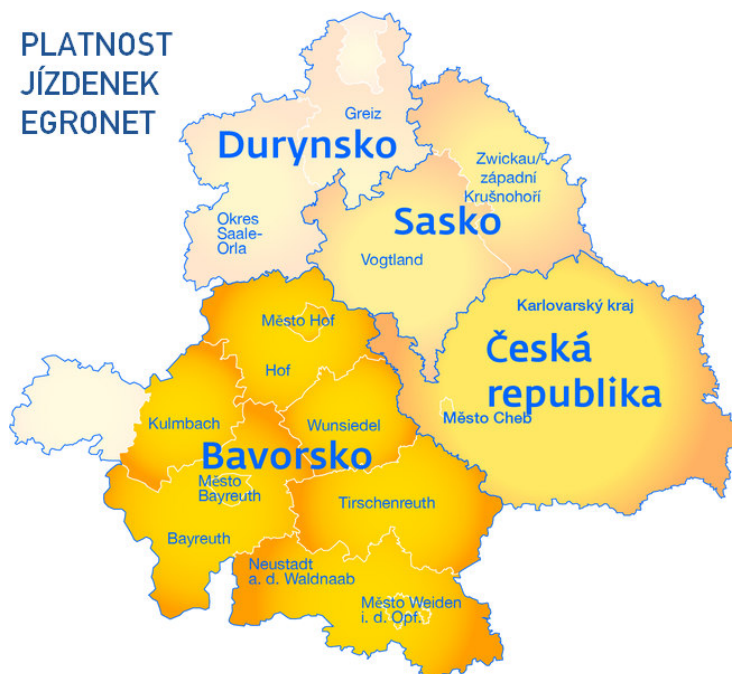 PLATNOST
JÍZDENEK
EGRONET
Greiz
Durynsko
Zwickau/
západní
Krušnohoří
Okres
Saale-
Orla
Sasko
Vogtland
Karlovarský kraj
Město Hof
Česká
republika
Hof
Město Cheb
Kulmbach
Wunsiedel
Bavorsko
Město
Bayreuth
Tirschenreuth
Bayreuth
Neustadt
a. d. Waldnaab
Město Weiden
i. d. Opf.